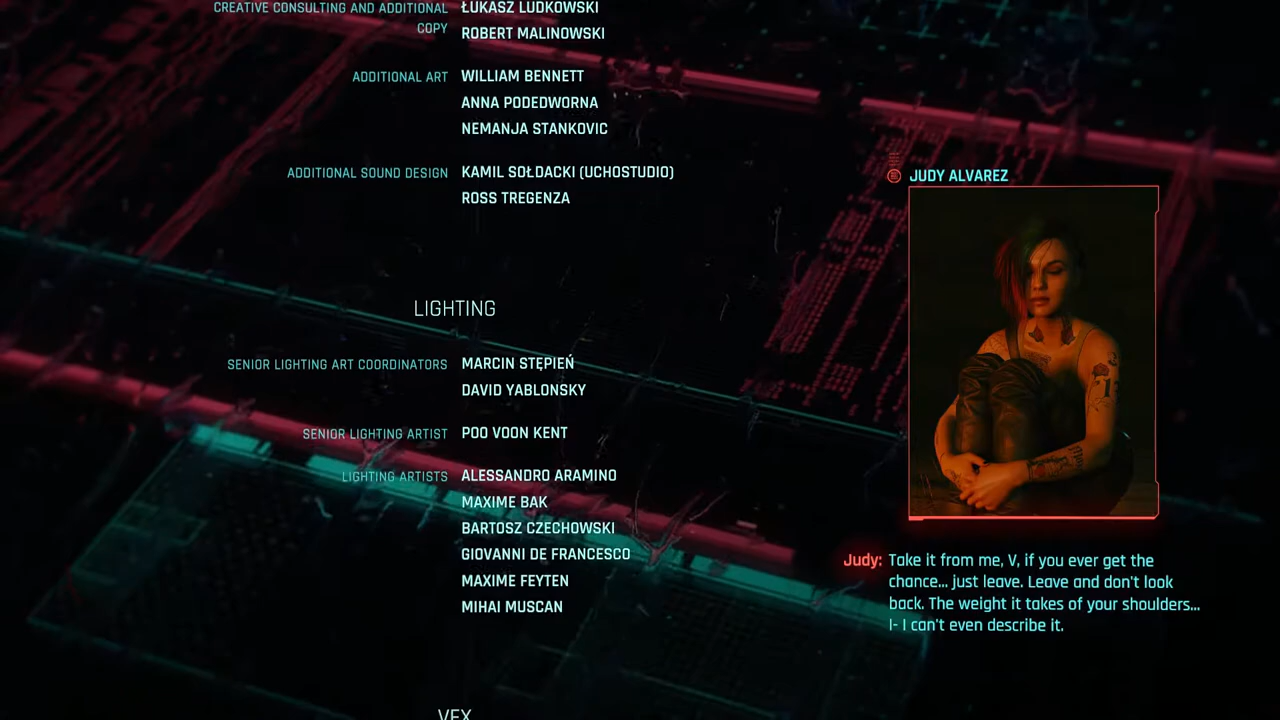 CREATIVE CONSULTING AND ADDITIONAL COPY
ŁUKASZ LUDKOWSKI
ROBERT MALINOWSKI
ADDITIONAL ART
WILLIAM BENNETT
ANNA PODEDWORNA
NEMANJA STANKOVIC
ADDITIONAL SOUND DESIGN
KAMIL SOŁDACKI (UCHOSTUDIO)
ROSS TREGENZA
LIGHTING
SENIOR LIGHTING ART COORDINATORS
MARCIN STĘPIEŃ
DAVID YABLONSKY
SENIOR LIGHTING ARTIST
POO VOON KENT
LIGHTING ARTISTS
ALESSANDRO ARAMINO
MAXIME BAK
BARTOSZ CZECHOWSKI
GIOVANNI DE FRANCESCO
MAXIME FEYTEN
MIHAI MUSCAN
VFX
JUDY ALVAREZ
Judy: Take it from me, V, if you ever get the
chance... just leave. Leave and don't look
back. The weight it takes of your shoulders...
I- I can't even describe it.